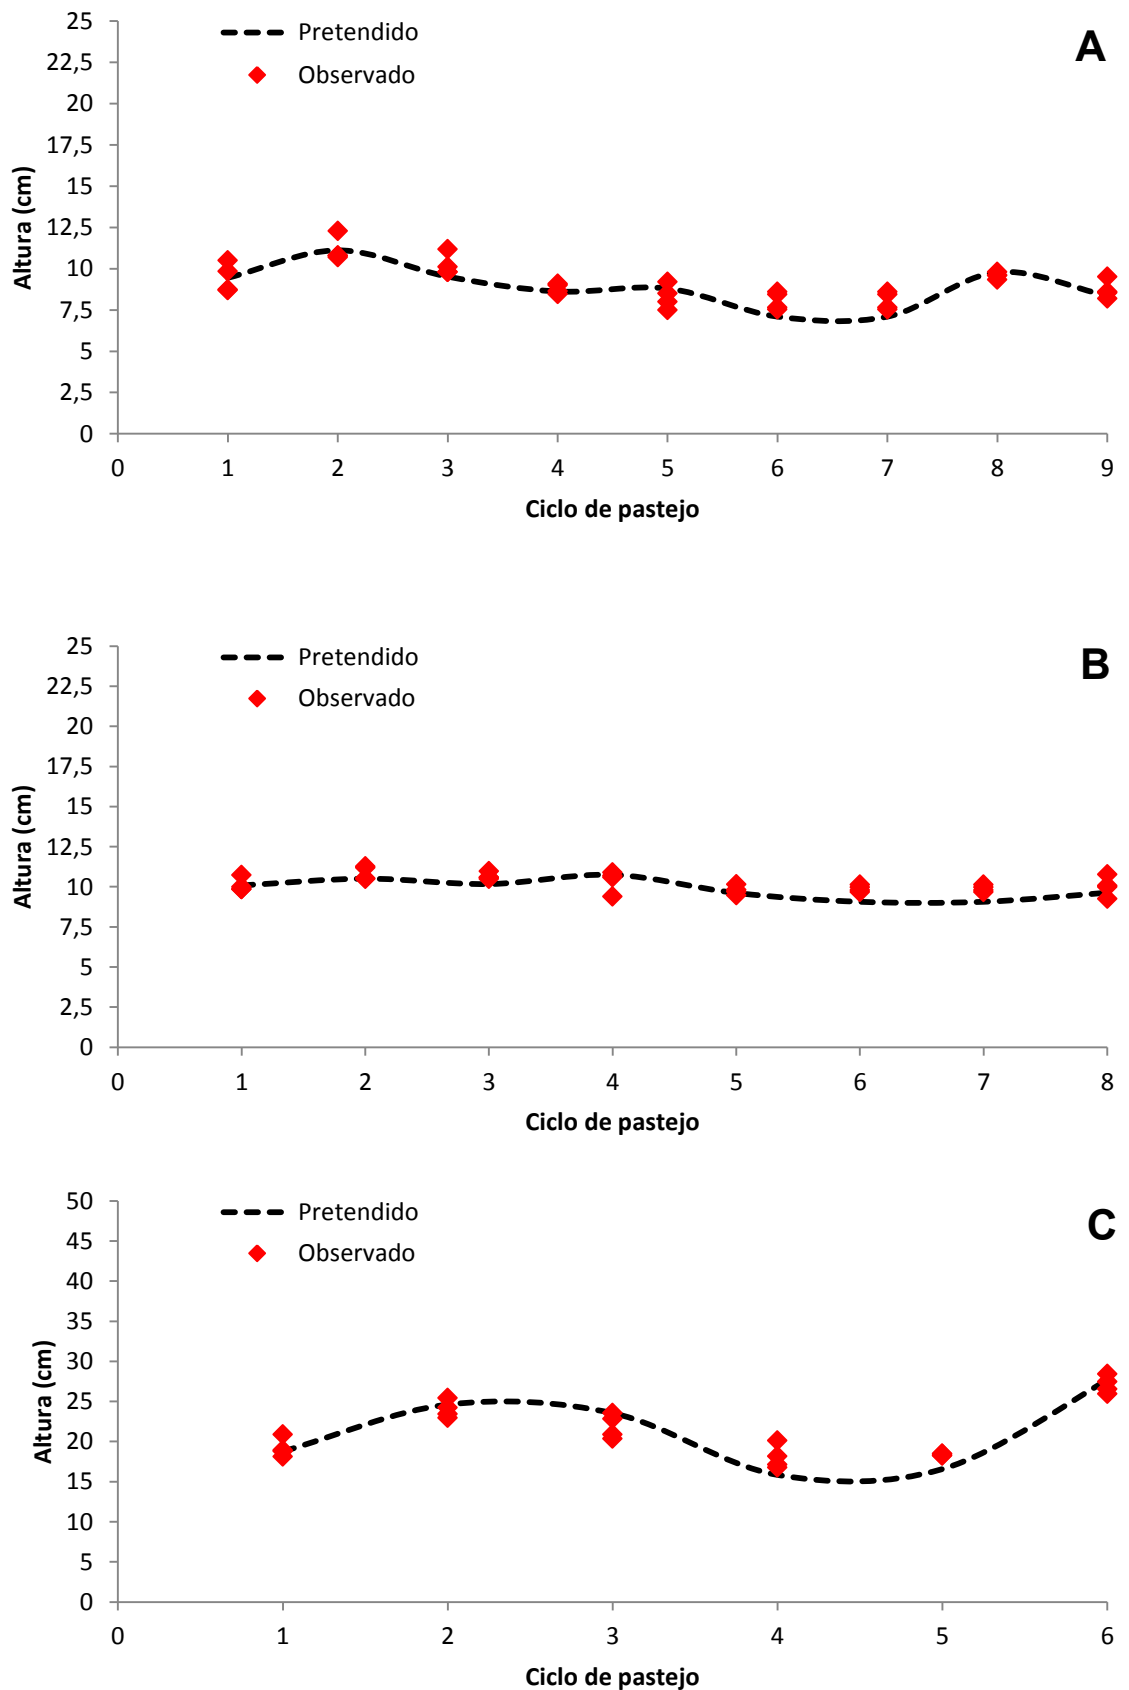 25
Pretendido
A
22,5
Observado
20
17,5
15
12,5
10
7,5
5
2,5
0
Altura (cm)
0 1 2 3 4 5 6 7 8 9
Ciclo de pastejo
25
Pretendido
B
22,5
Observado
20
17,5
15
12,5
10
7,5
5
2,5
0
Altura (cm)
0 1 2 3 4 5 6 7 8
Ciclo de pastejo
50
Pretendido
C
45
Observado
40
35
30
25
20
15
10
5
0
Altura (cm)
0 1 2 3 4 5 6
Ciclo de pastejo